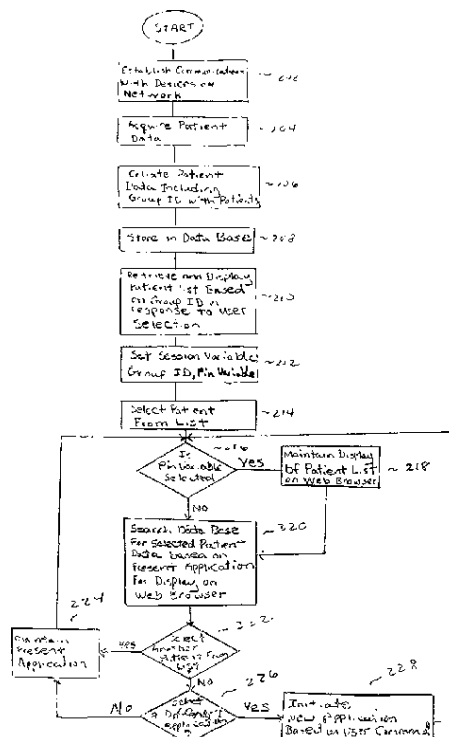 START
Establish Communications
With Devices on
Network
~202
Acquire Patient
Data
~204
Collate Patient
Data Including
Group ID with Patients
~206
Store in Data Base
~208
Retrieve and Display
Patient List Based
on Group ID in
response to User
Selection
~210
Set Session Variable:
Group ID, Pin Variable
~212
Select Patient
From List
~214
~216
Is
Pin Variable
Selected
Yes
Maintain Display
of Patient List
on Web Browser
~218
NO
Search Data Base
For Selected Patient
Data based on
Present Application
For Display on
Web Browser
~220
224
Maintain
Present
Application
Yes
Select
Another
Patient From
List?
NO
~226
NO
Select
a Different
Application
?
Yes
Initiate
New Application
Based on User Command
~228